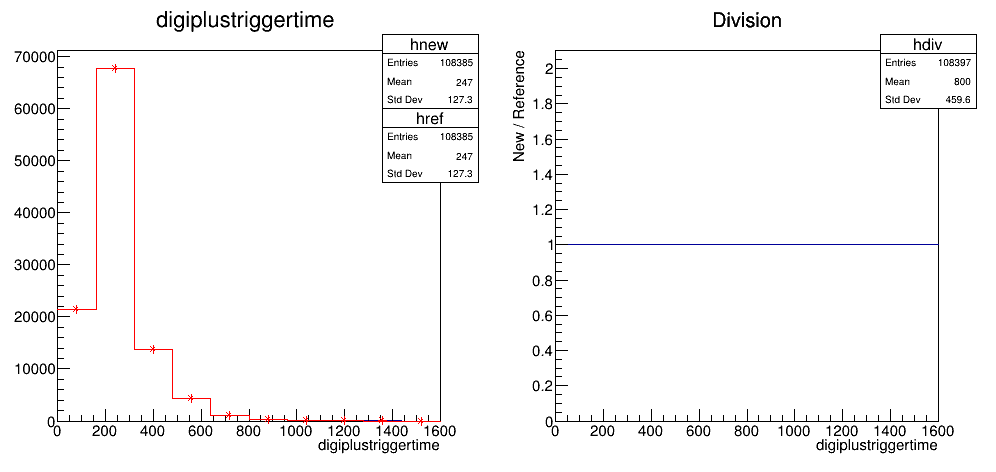 digiplustriggertime
hnew
Entries 108385
Mean 247
Std Dev 127.3
href
Entries 108385
Mean 247
Std Dev 127.3
70000
60000
50000
40000
30000
20000
10000
0
0 200 400 600 800 1000 1200 1400 1600
digiplustriggertime
Division
hdiv
Entries 108397
Mean 800
Std Dev 459.6
New / Reference
2
1.8
1.6
1.4
1.2
1
0.8
0.6
0.4
0.2
0
0 200 400 600 800 1000 1200 1400 1600
digiplustriggertime